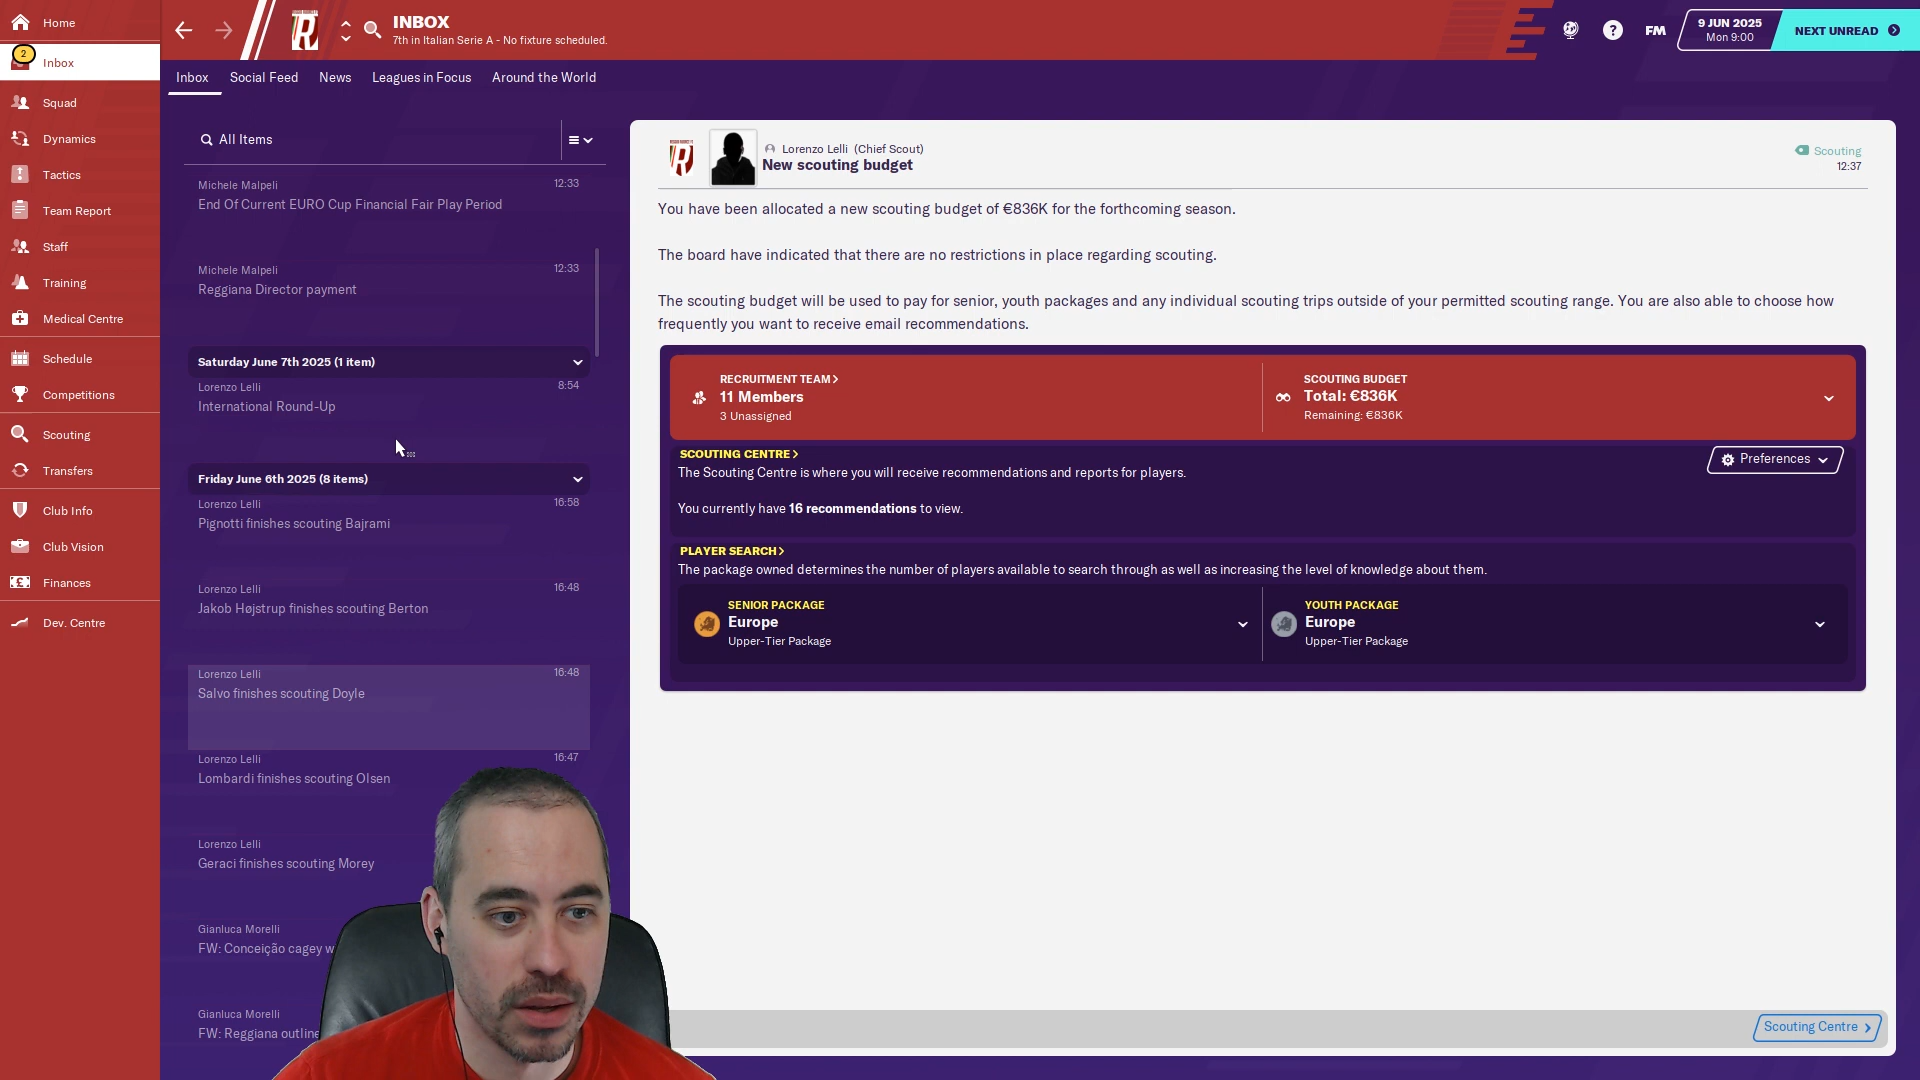 Home
2
Inbox
Squad
Dynamics
Tactics
Team Report
Staff
Training
Medical Centre
Schedule
Competitions
Scouting
Transfers
Club Info
Club Vision
Finances
Dev. Centre
R
INBOX
7th in Italian Serie A - No fixture scheduled.
FM
9 JUN 2025
Mon 9:00
NEXT UNREAD
Inbox Social Feed News Leagues in Focus Around the World
All Items
Michele Malpeli 12:33
End Of Current EURO Cup Financial Fair Play Period
Michele Malpeli 12:33
Reggiana Director payment
Saturday June 7th 2025 (1 item)
Lorenzo Lelli 8:54
International Round-Up
Friday June 6th 2025 (8 items)
Lorenzo Lelli 16:58
Pignotti finishes scouting Bajrami
Lorenzo Lelli 16:48
Jakob Højstrup finishes scouting Berton
Lorenzo Lelli 16:48
Salvo finishes scouting Doyle
Lorenzo Lelli 16:47
Lombardi finishes scouting Olsen
Lorenzo Lelli
Geraci finishes scouting Morey
Gianluca Morelli
FW: Conceição cagey w
Gianluca Morelli
FW: Reggiana outline
R
Lorenzo Lelli (Chief Scout)
New scouting budget
Scouting
12:37
You have been allocated a new scouting budget of €836K for the forthcoming season.
The board have indicated that there are no restrictions in place regarding scouting.
The scouting budget will be used to pay for senior, youth packages and any individual scouting trips outside of your permitted scouting range. You are also able to choose how
frequently you want to receive email recommendations.
RECRUITMENT TEAM >
11 Members
3 Unassigned
SCOUTING BUDGET
Total: €836K
Remaining: €836K
SCOUTING CENTRE >
The Scouting Centre is where you will receive recommendations and reports for players.
Preferences
You currently have 16 recommendations to view.
PLAYER SEARCH >
The package owned determines the number of players available to search through as well as increasing the level of knowledge about them.
SENIOR PACKAGE
Europe
Upper-Tier Package
YOUTH PACKAGE
Europe
Upper-Tier Package
Scouting Centre >